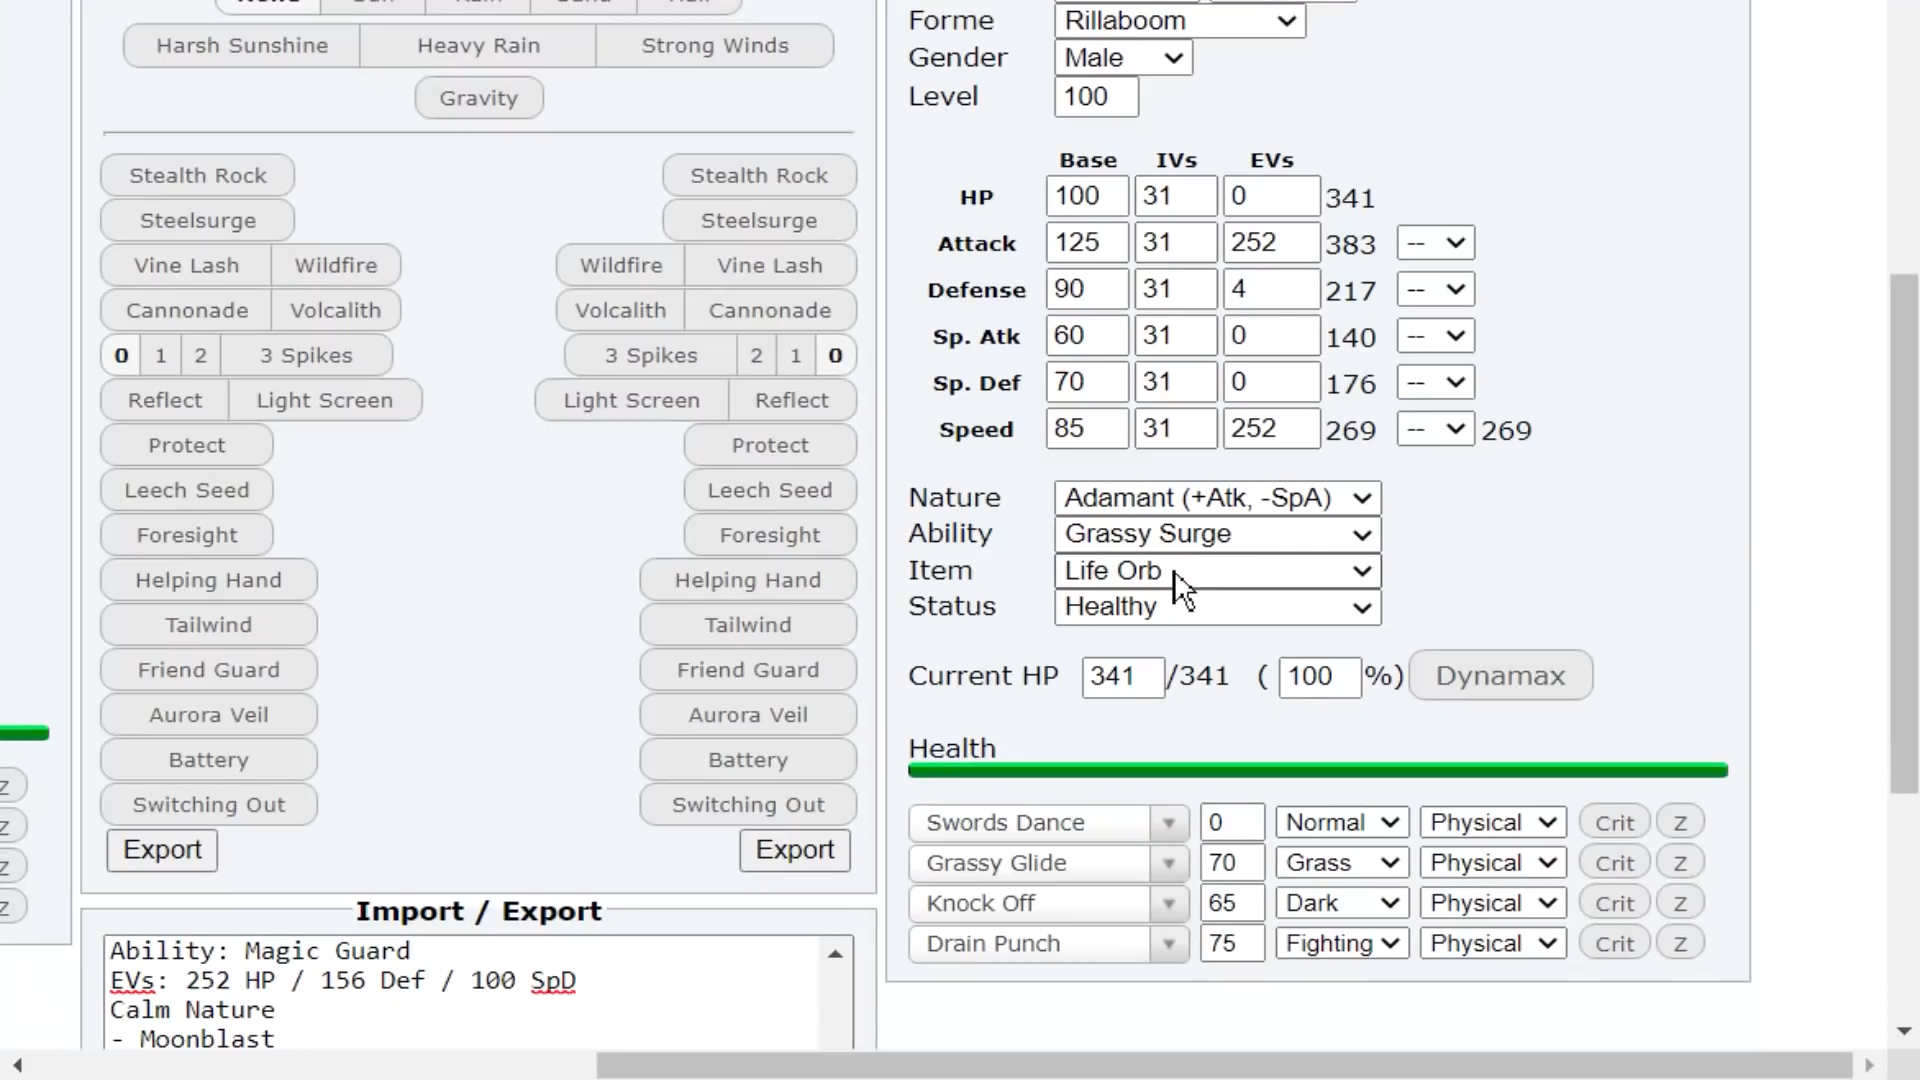 Harsh Sunshine Heavy Rain Strong Winds
Gravity
Stealth Rock Stealth Rock
Steelsurge Steelsurge
Vine Lash Wildfire Wildfire Vine Lash
Cannonade Volcalith Volcalith Cannonade
0 1 2 3 Spikes 3 Spikes 2 1 0
Reflect Light Screen Light Screen Reflect
Protect Protect
Leech Seed Leech Seed
Foresight Foresight
Helping Hand Helping Hand
Tailwind Tailwind
Friend Guard Friend Guard
Aurora Veil Aurora Veil
Battery Battery
Switching Out Switching Out
Export Export
Import / Export
Ability: Magic Guard
EVs: 252 HP / 156 Def / 100 SpD
Calm Nature
- Moonblast
Forme Rillaboom
Gender Male
Level 100
Base IVs EVs
HP 100 31 0 341
Attack 125 31 252 383 --
Defense 90 31 4 217 --
Sp. Atk 60 31 0 140 --
Sp. Def 70 31 0 176 --
Speed 85 31 252 269 -- 269
Nature Adamant (+Atk, -SpA)
Ability Grassy Surge
Item Life Orb
Status Healthy
Current HP 341 /341 ( 100 %) Dynamax
Health
Swords Dance 0 Normal Physical Crit Z
Grassy Glide 70 Grass Physical Crit Z
Knock Off 65 Dark Physical Crit Z
Drain Punch 75 Fighting Physical Crit Z